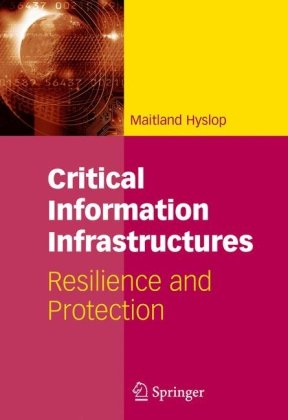 Maitland Hyslop
Critical
Information
Infrastructures
Resilience and
Protection
Springer